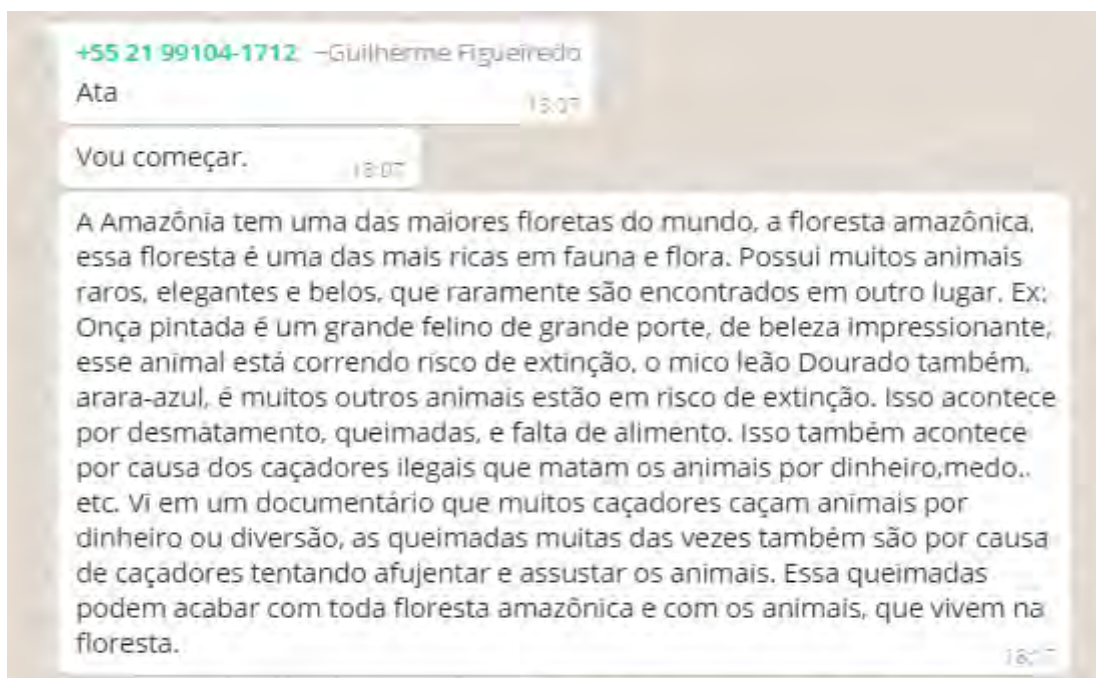 +55 21 99104-1712 ~Guilherme Figueiredo
Ata
Vou começar.
A Amazônia tem uma das maiores floretas do mundo, a floresta amazônica,
essa floresta é uma das mais ricas em fauna e flora. Possui muitos animais
raros, elegantes e belos, que raramente são encontrados em outro lugar. Ex:
Onça pintada é um grande felino de grande porte, de beleza impressionante,
esse animal está correndo risco de extinção, o mico leão Dourado também,
arara-azul, é muitos outros animais estão em risco de extinção. Isso acontece
por desmatamento, queimadas, e falta de alimento. Isso também acontece
por causa dos caçadores ilegais que matam os animais por dinheiro,medo..
etc. Vi em um documentário que muitos caçadores caçam animais por
dinheiro ou diversão, as queimadas muitas das vezes também são por causa
de caçadores tentando afujentar e assustar os animais. Essa queimadas
podem acabar com toda floresta amazônica e com os animais, que vivem na
floresta.